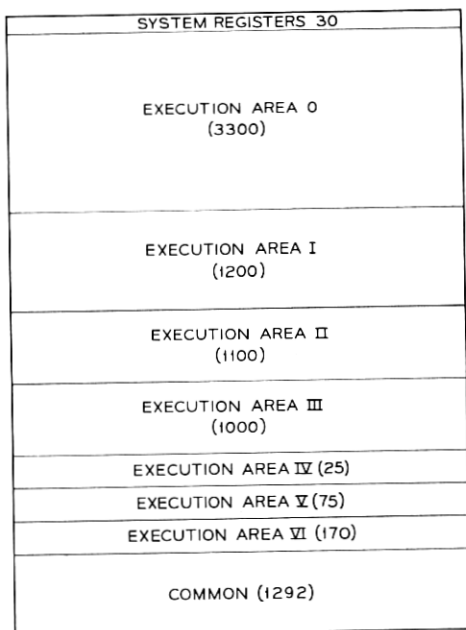 SYSTEM REGISTERS 30
EXECUTION AREA 0
(3300)
EXECUTION AREA I
(1200)
EXECUTION AREA II
(1100)
EXECUTION AREA III
(1000)
EXECUTION AREA IV (25)
EXECUTION AREA V (75)
EXECUTION AREA VI (170)
COMMON (1292)